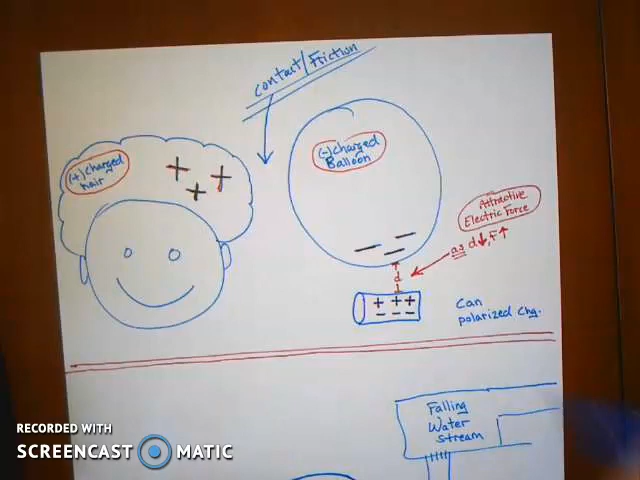 contact/Friction
(+)charged
hair
+ + +
(-)charged
Balloon
Attractive
Electric Force
as d↓, F↑
d
+ ++
Can
polarized Chg.
Falling
Water
stream
RECORDED WITH
SCREENCAST MATIC